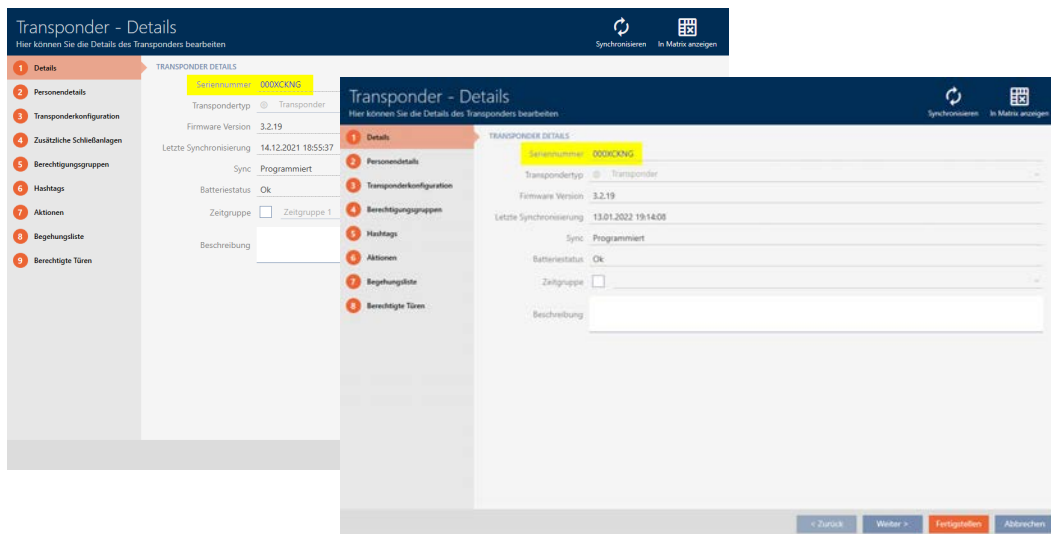 Transponder - Details
Hier können Sie die Details des Transponders bearbeiten
Synchronisieren
In Matrix anzeigen
1 Details
2 Personendetails
3 Transponderkonfiguration
4 Zusätzliche Schließanlagen
5 Berechtigungsgruppen
6 Hashtags
7 Aktionen
8 Begehungsliste
9 Berechtigte Türen
TRANSPONDER DETAILS
Seriennummer 000XCKNG
Transpondertyp Transponder
Firmware Version 3.2.19
Letzte Synchronisierung 14.12.2021 18:55:37
Sync Programmiert
Batteriestatus Ok
Zeitgruppe Zeitgruppe 1
Beschreibung
Transponder - Details
Hier können Sie die Details des Transponders bearbeiten
Synchronisieren
In Matrix anzeigen
1 Details
2 Personendetails
3 Transponderkonfiguration
4 Berechtigungsgruppen
5 Hashtags
6 Aktionen
7 Begehungsliste
8 Berechtigte Türen
TRANSPONDER DETAILS
Seriennummer 000XCKNG
Transpondertyp Transponder
Firmware Version 3.2.19
Letzte Synchronisierung 13.01.2022 19:14:08
Sync Programmiert
Batteriestatus Ok
Zeitgruppe
Beschreibung
< Zurück
Weiter >
Fertigstellen
Abbrechen